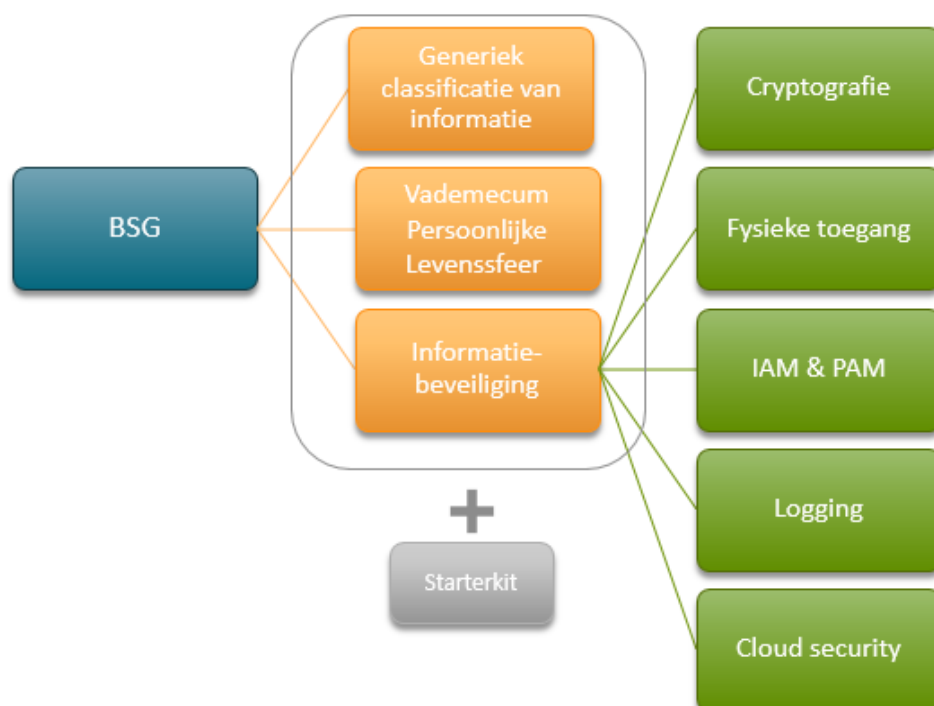 BSG
Generiek
classificatie van
informatie
Vademecum
Persoonlijke
Levenssfeer
Informatie-
beveiliging
Starterkit
Cryptografie
Fysieke toegang
IAM & PAM
Logging
Cloud security